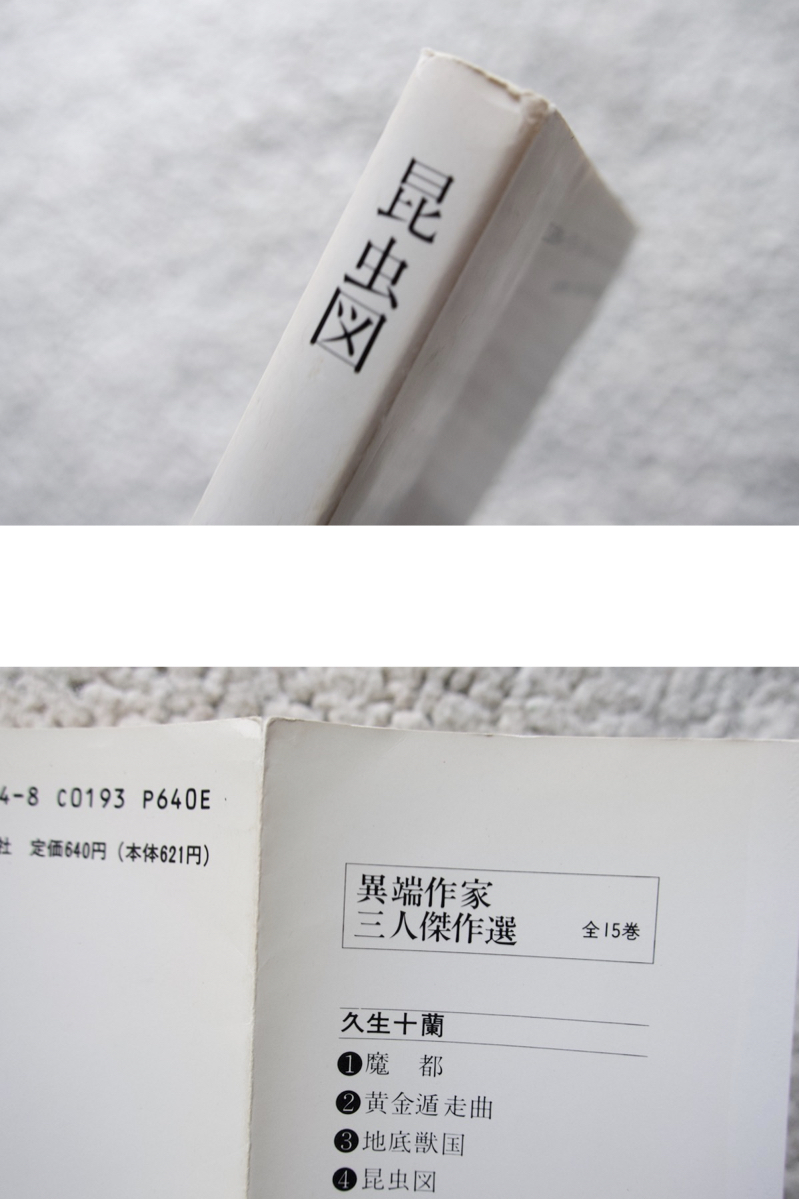 昆虫図
4-8 C0193 P640E
社 定価640円(本体621円)
異端作家
三人傑作選 全15巻
久生十蘭
❶魔 都
❷黄金遁走曲
❸地底獣国
❹昆虫図